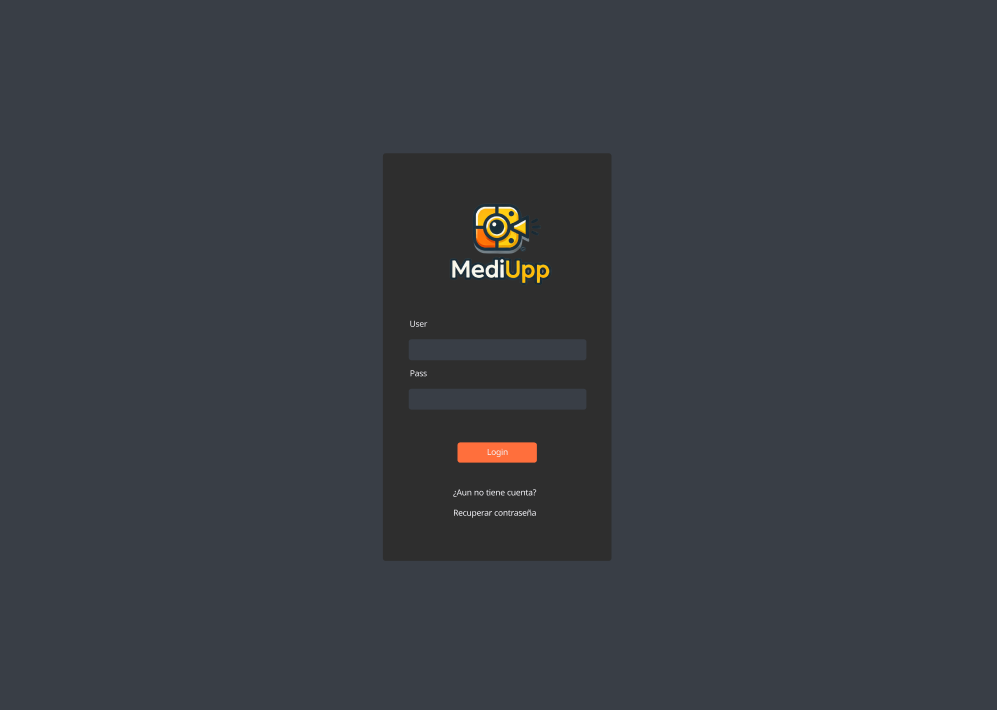 MediUpp
User
Pass
Login
¿Aun no tiene cuenta?
Recuperar contraseña